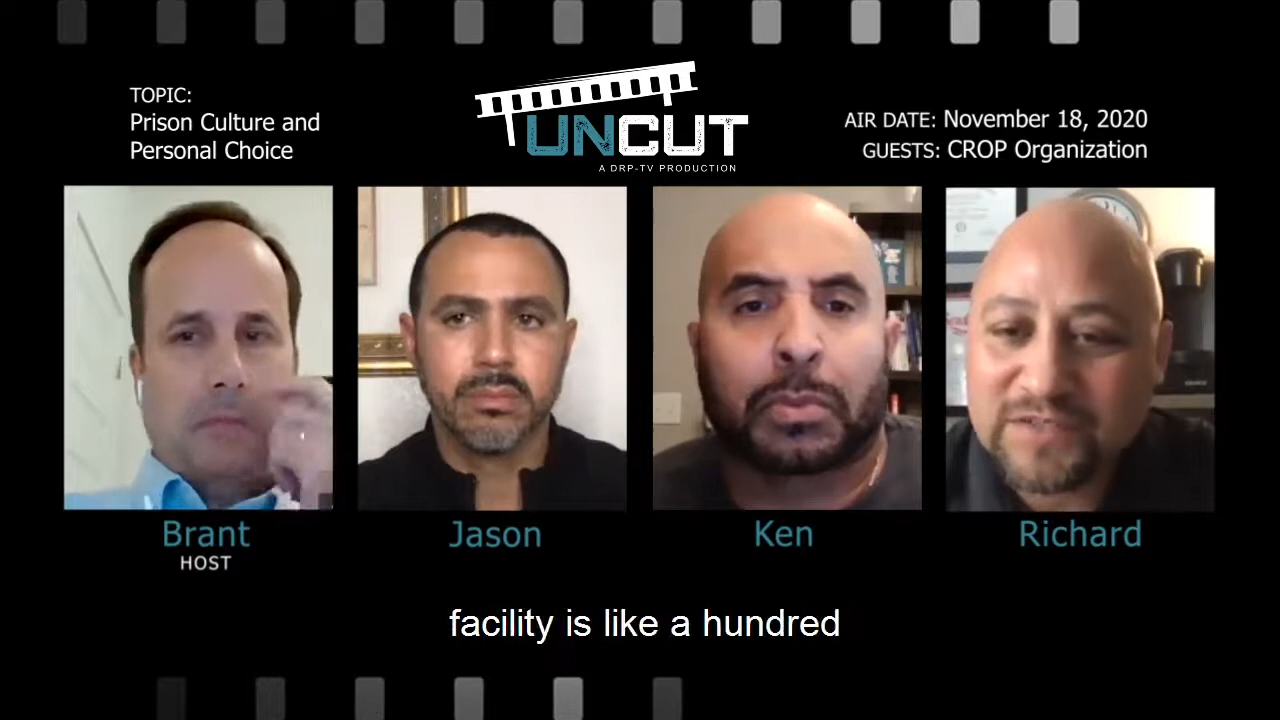 TOPIC:
Prison Culture and
Personal Choice
UNCUT
A DRP-TV PRODUCTION
AIR DATE: November 18, 2020
GUESTS: CROP Organization
Brant
HOST
Jason
Ken
Richard
facility is like a hundred